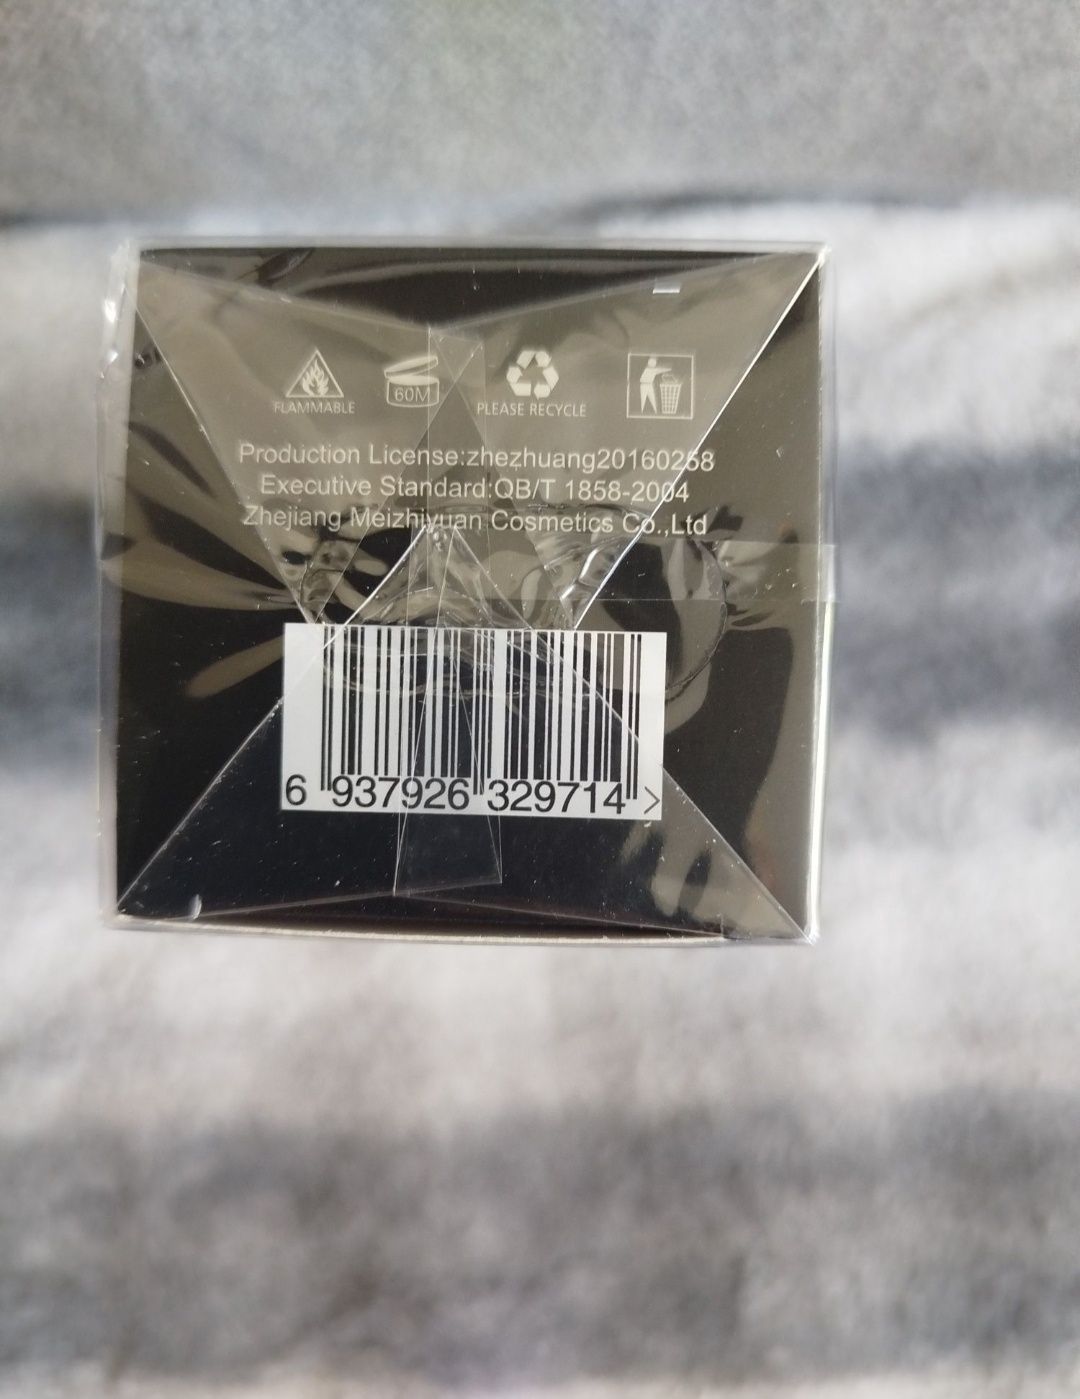 FLAMMABLE
60M
PLEASE RECYCLE
Production License:zhezhuang20160258
Executive Standard:QB/T 1858-2004
Zhejiang Meizhiyuan Cosmetics Co.,Ltd
6 937926 329714 >